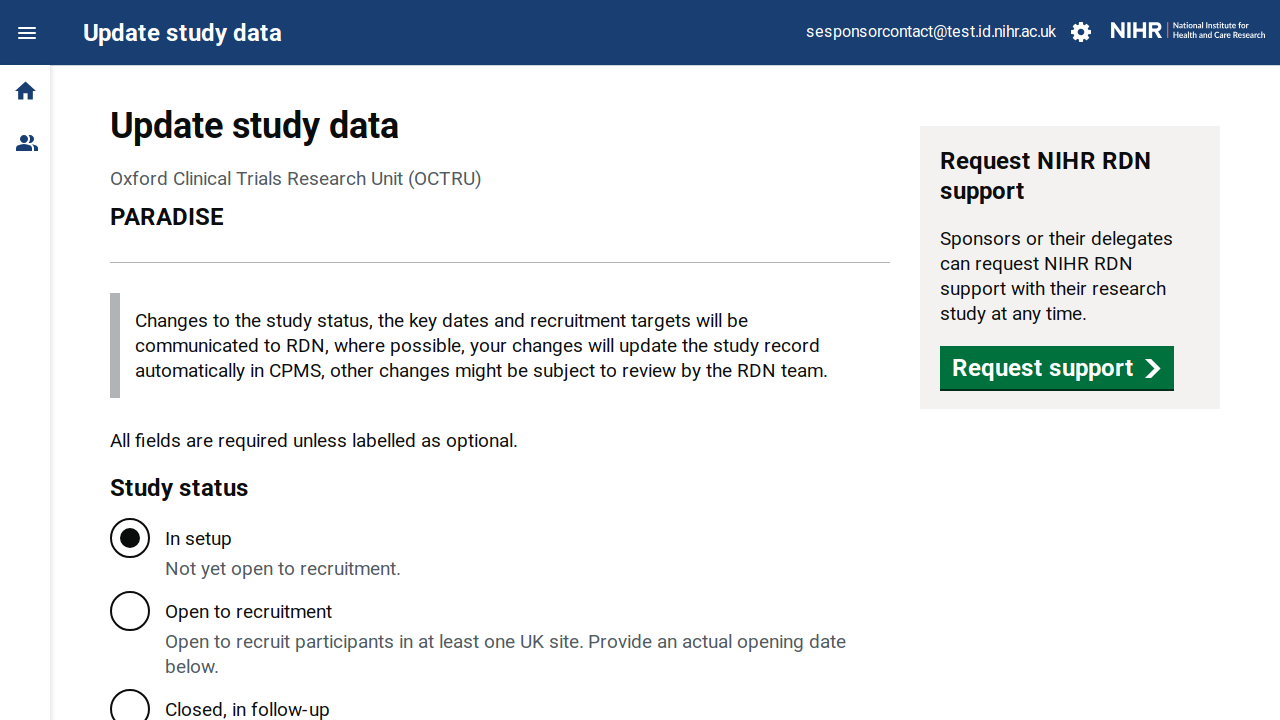 Update study data
sesponsorcontact@test.id.nihr.ac.uk
NIHR
National Institute for
Health and Care Research
Update study data
Oxford Clinical Trials Research Unit (OCTRU)
PARADISE
Changes to the study status, the key dates and recruitment targets will be
communicated to RDN, where possible, your changes will update the study record
automatically in CPMS, other changes might be subject to review by the RDN team.
All fields are required unless labelled as optional.
Study status
In setup
Not yet open to recruitment.
Open to recruitment
Open to recruit participants in at least one UK site. Provide an actual opening date
below.
Closed, in follow-up
Request NIHR RDN
support
Sponsors or their delegates
can request NIHR RDN
support with their research
study at any time.
Request support